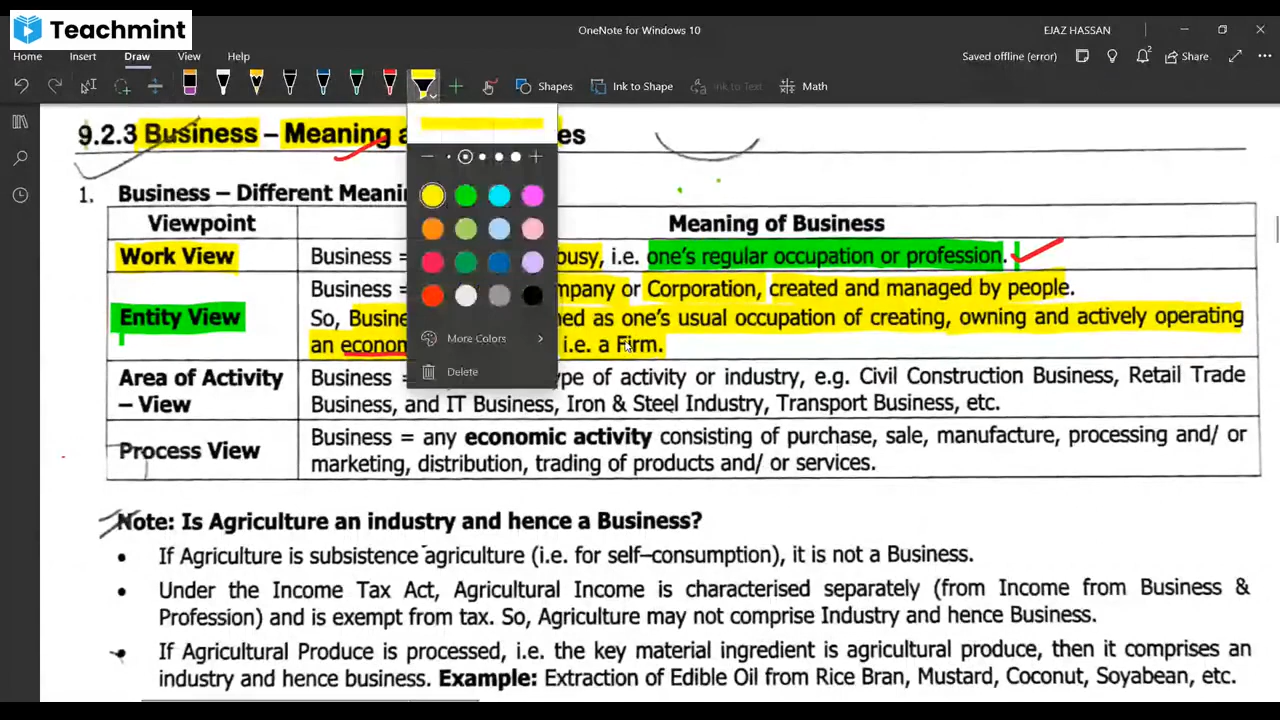 Teachmint
OneNote for Windows 10
EJAZ HASSAN
Home Insert Draw View Help
Saved offline (error)
Share
Shapes
Ink to Shape
Ink to Text
Math
9.2.3 Business – Meaning a es
1. Business – Different Meani
Viewpoint Meaning of Business
Work View Business = busy, i.e. one's regular occupation or profession.
Entity View Business = mpany or Corporation, created and managed by people.
So, Busine ed as one's usual occupation of creating, owning and actively operating
an econom i.e. a Firm.
More Colors
Delete
Area of Activity – View Business = ype of activity or industry, e.g. Civil Construction Business, Retail Trade
Business, and IT Business, Iron & Steel Industry, Transport Business, etc.
Process View Business = any economic activity consisting of purchase, sale, manufacture, processing and/ or
marketing, distribution, trading of products and/ or services.
Note: Is Agriculture an industry and hence a Business?
• If Agriculture is subsistence agriculture (i.e. for self–consumption), it is not a Business.
• Under the Income Tax Act, Agricultural Income is characterised separately (from Income from Business &
Profession) and is exempt from tax. So, Agriculture may not comprise Industry and hence Business.
• If Agricultural Produce is processed, i.e. the key material ingredient is agricultural produce, then it comprises an
industry and hence business. Example: Extraction of Edible Oil from Rice Bran, Mustard, Coconut, Soyabean, etc.